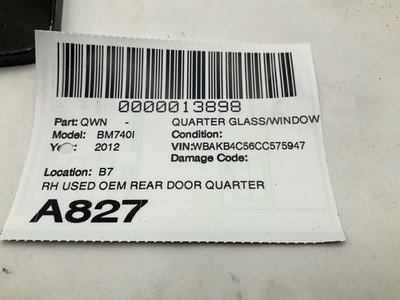 0000013898
Part: QWN - QUARTER GLASS/WINDOW
Model: BM740I Condition:
2012 VIN:WBAKB4C56CC575947
Damage Code:
Location: B7
RH USED OEM REAR DOOR QUARTER
A827